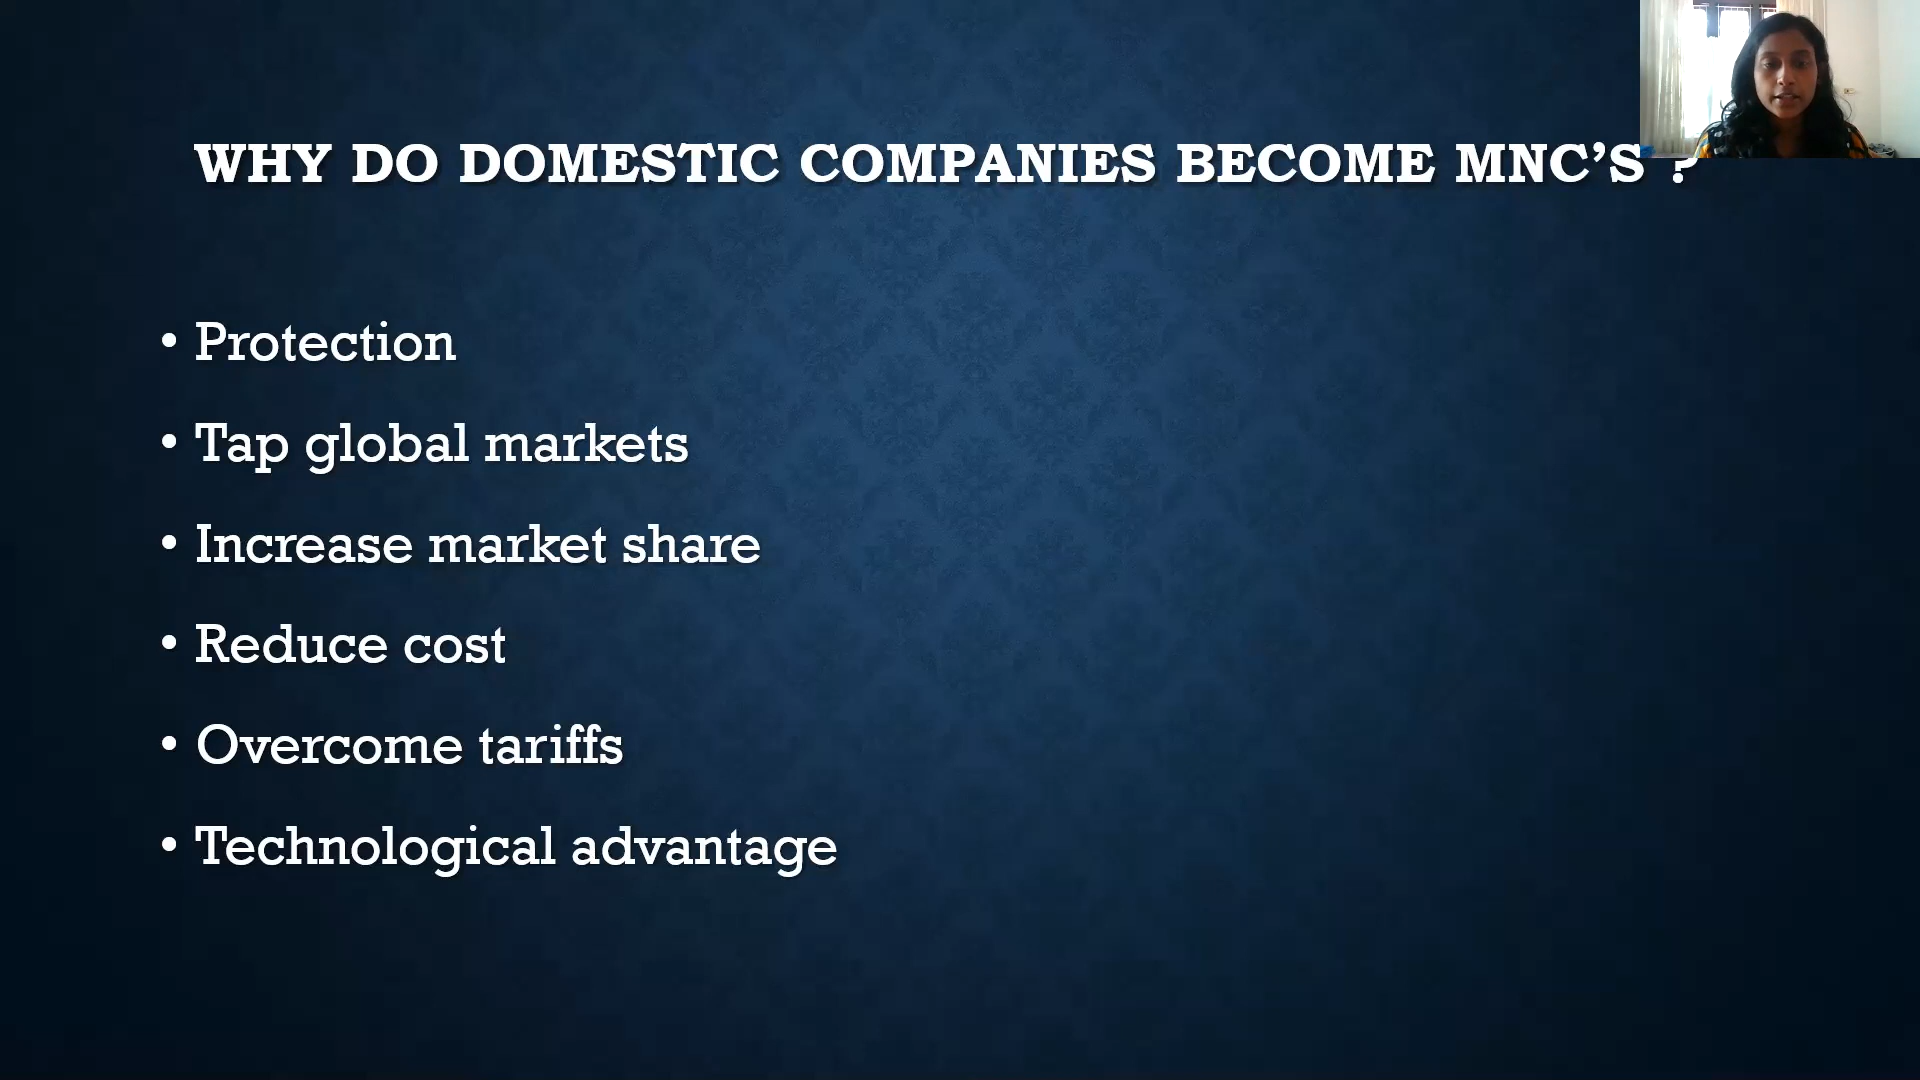 WHY DO DOMESTIC COMPANIES BECOME MNC’S ?
• Protection
• Tap global markets
• Increase market share
• Reduce cost
• Overcome tariffs
• Technological advantage